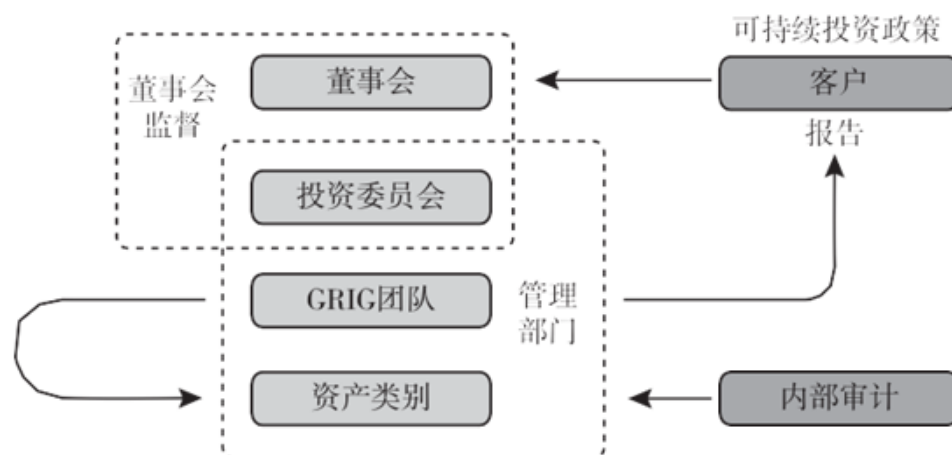 可持续投资政策
董事会
客户
董事会
监督
报告
投资委员会
GRIG团队
管理
部门
资产类别
内部审计